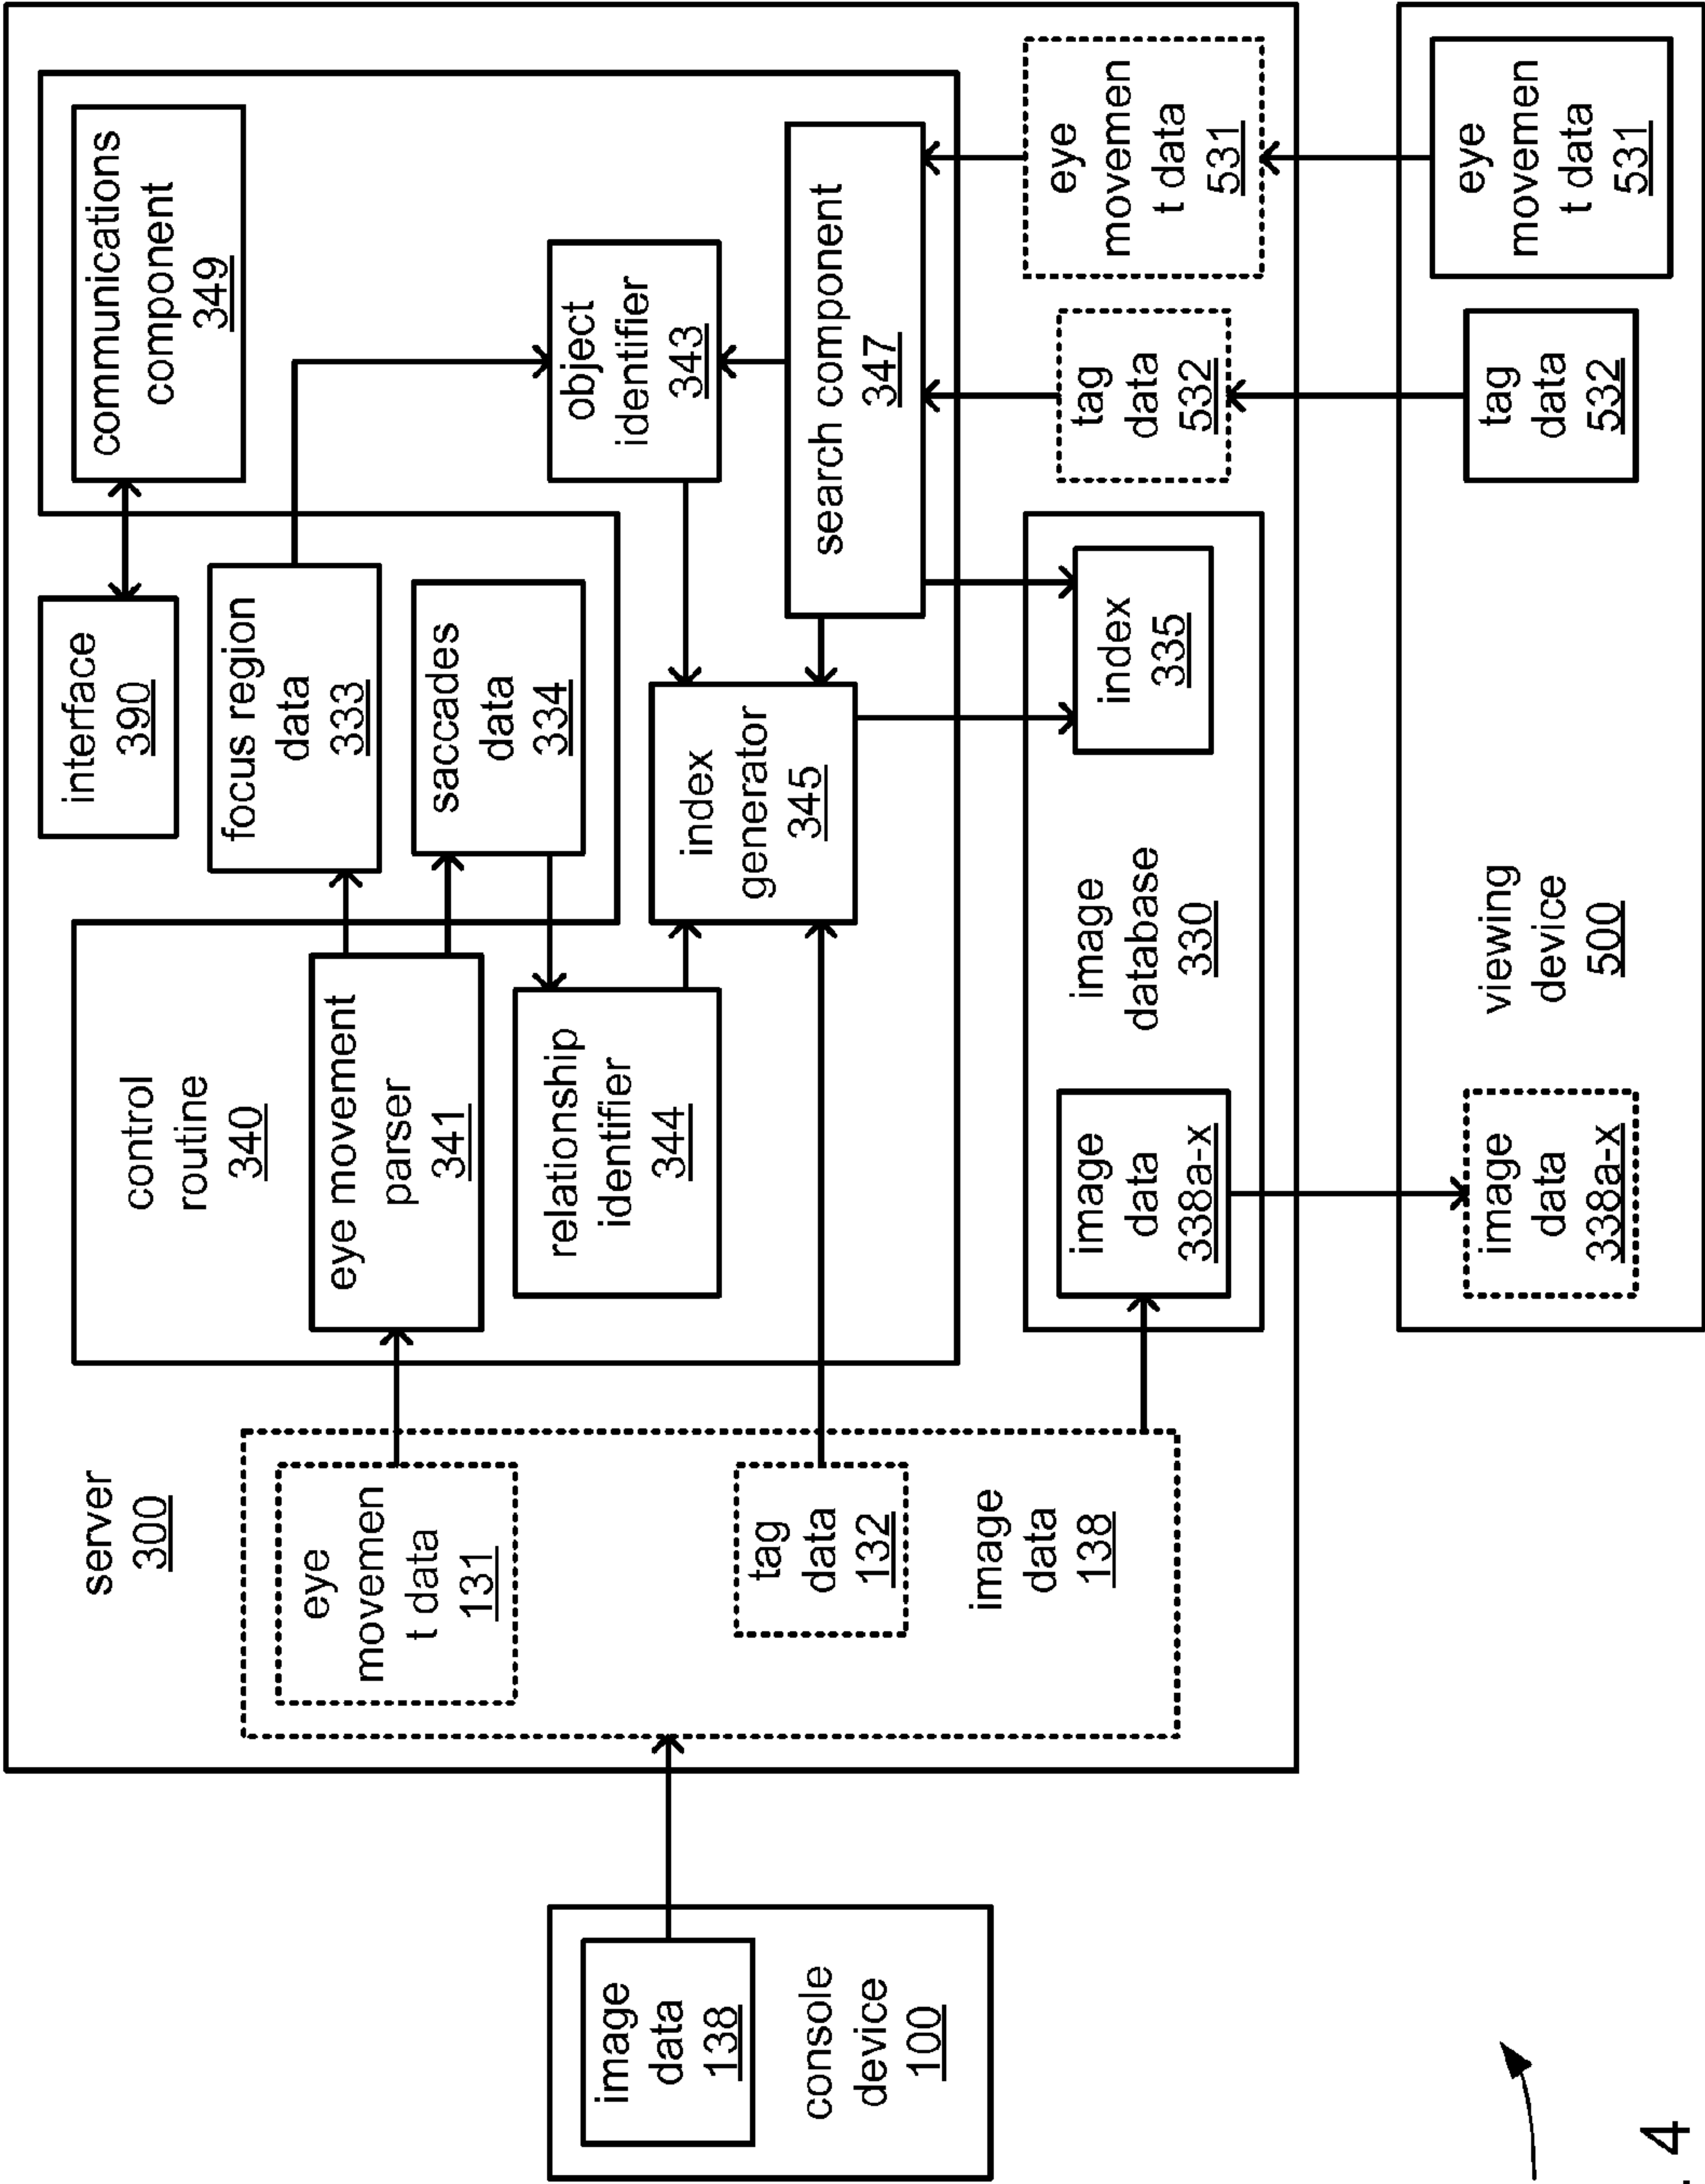 server
300
control
routine
340
interface
390
communications
component
349
eye
movemen
t data
131
eye movement
parser
341
focus region
data
333
saccades
data
334
object
identifier
343
relationship
identifier
344
index
generator
345
search component
347
tag
data
132
image
data
138
image
data
138
console
device
100
image
data
338a-x
image
database
330
index
335
tag
data
532
eye
movemen
t data
531
image
data
338a-x
viewing
device
500
tag
data
532
eye
movemen
t data
531
4